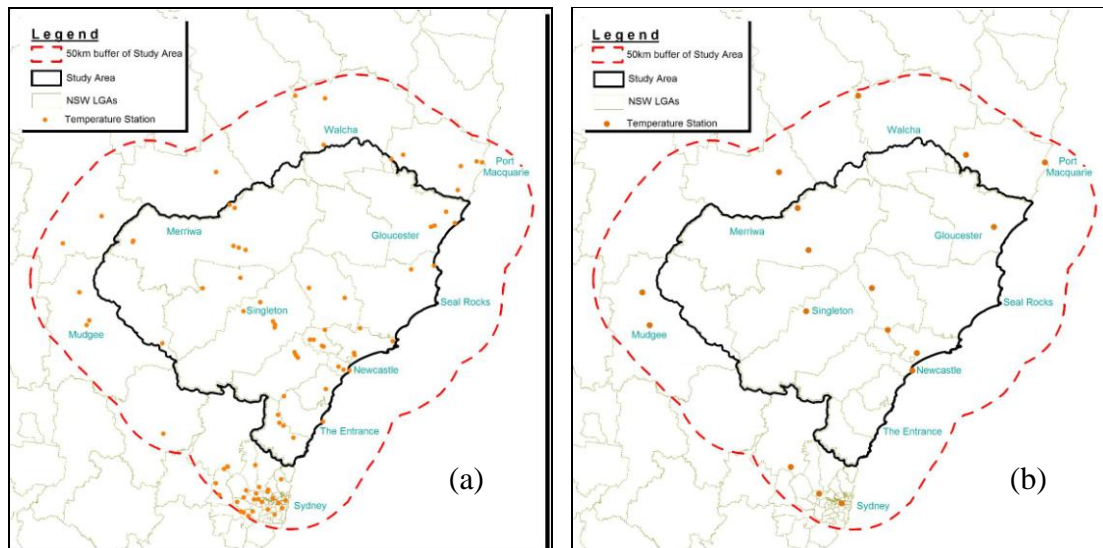 Legend
50km buffer of Study Area
Study Area
NSW LGAs
Temperature Station
Walcha
Port
Macquarie
Merriwa
Gloucester
Seal Rocks
Singleton
Mudgee
Newcastle
The Entrance
Sydney
(a)
Legend
50km buffer of Study Area
Study Area
NSW LGAs
Temperature Station
Walcha
Port
Macquarie
Merriwa
Gloucester
Seal Rocks
Singleton
Mudgee
Newcastle
The Entrance
Sydney
(b)